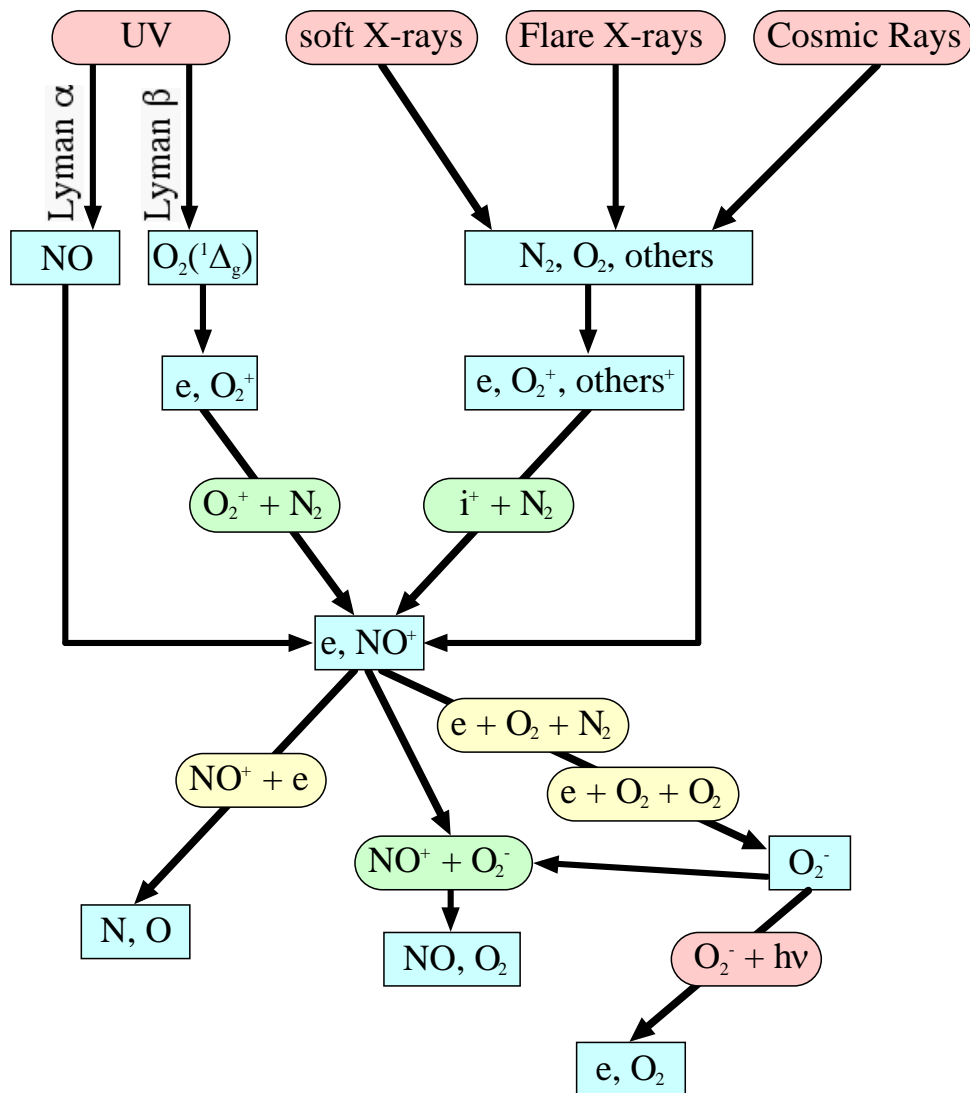 UV
soft X-rays
Flare X-rays
Cosmic Rays
Lyman α
Lyman β
NO
O₂(¹Δg)
N₂, O₂, others
e, O₂⁺
e, O₂⁺, others⁺
O₂⁺ + N₂
i⁺ + N₂
e, NO⁺
e + O₂ + N₂
NO⁺ + e
e + O₂ + O₂
NO⁺ + O₂⁻
O₂⁻
N, O
NO, O₂
O₂⁻ + hν
e, O₂